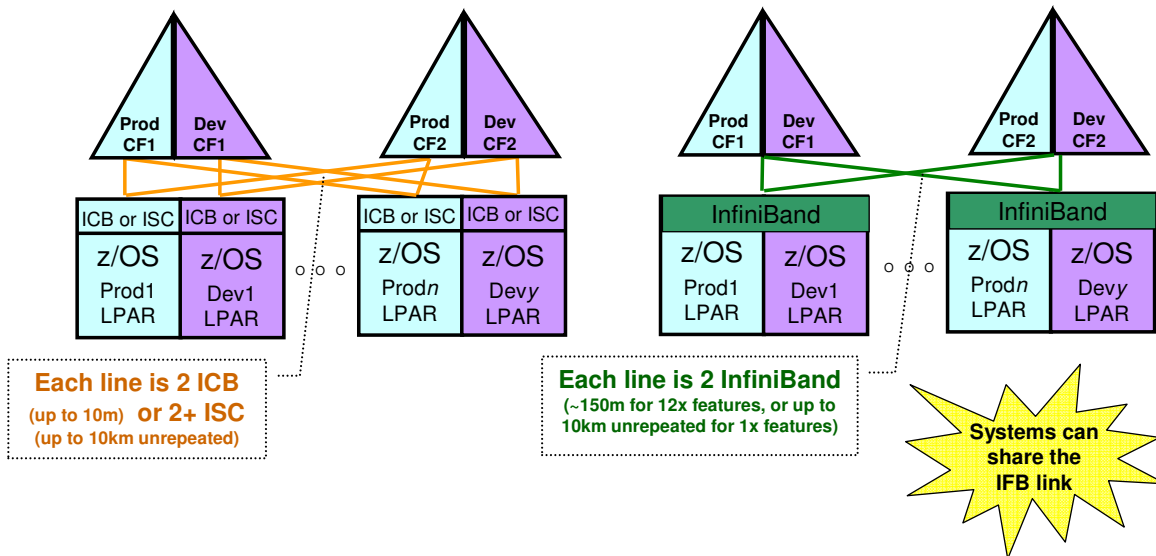 Prod
CF1
Dev
CF1
Prod
CF2
Dev
CF2
ICB or ISC
ICB or ISC
z/OS
Prod1
LPAR
z/OS
Dev1
LPAR
o o o
ICB or ISC
ICB or ISC
z/OS
Prodn
LPAR
z/OS
Devy
LPAR
Each line is 2 ICB
(up to 10m) or 2+ ISC
(up to 10km unrepeated)
Prod
CF1
Dev
CF1
Prod
CF2
Dev
CF2
InfiniBand
z/OS
Prod1
LPAR
z/OS
Dev1
LPAR
o o o
InfiniBand
z/OS
Prodn
LPAR
z/OS
Devy
LPAR
Each line is 2 InfiniBand
(~150m for 12x features, or up to
10km unrepeated for 1x features)
Systems can
share the
IFB link